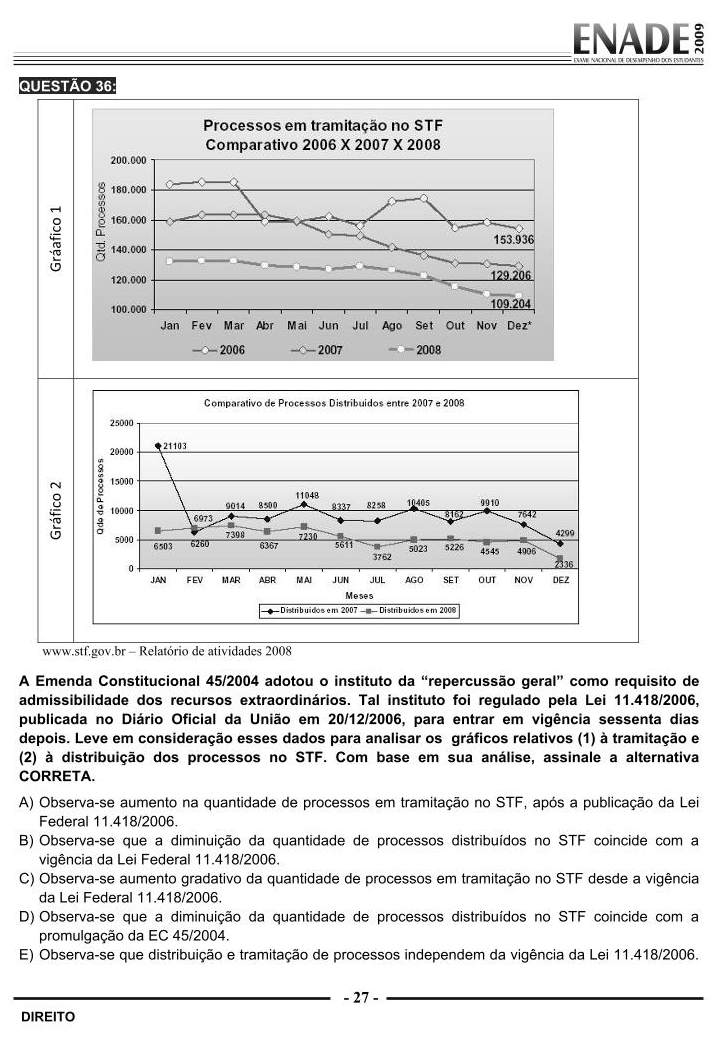 ENADE 2009
EXAME NACIONAL DE DESEMPENHO DOS ESTUDANTES
QUESTÃO 36:
Gráafico 1
Processos em tramitação no STF
Comparativo 2006 X 2007 X 2008
Qtd. Processos
200.000
180.000
160.000
140.000
120.000
100.000
153.936
129.206
109.204
Jan Fev Mar Abr Mai Jun Jul Ago Set Out Nov Dez*
2006 2007 2008
Gráfico 2
Comparativo de Processos Distribuídos entre 2007 e 2008
Qde de Processos
25000
20000
15000
10000
5000
0
21103 6973 9014 8500 11048 8337 8258 10405 8162 9910 7642 4299
6503 6260 7398 6367 7230 5611 3762 5023 5226 4545 4906 2336
JAN FEV MAR ABR MAI JUN JUL AGO SET OUT NOV DEZ
Meses
Distribuidos em 2007 Distribuidos em 2008
www.stf.gov.br – Relatório de atividades 2008
A Emenda Constitucional 45/2004 adotou o instituto da “repercussão geral” como requisito de
admissibilidade dos recursos extraordinários. Tal instituto foi regulado pela Lei 11.418/2006,
publicada no Diário Oficial da União em 20/12/2006, para entrar em vigência sessenta dias
depois. Leve em consideração esses dados para analisar os gráficos relativos (1) à tramitação e
(2) à distribuição dos processos no STF. Com base em sua análise, assinale a alternativa
CORRETA.
A) Observa-se aumento na quantidade de processos em tramitação no STF, após a publicação da Lei
Federal 11.418/2006.
B) Observa-se que a diminuição da quantidade de processos distribuídos no STF coincide com a
vigência da Lei Federal 11.418/2006.
C) Observa-se aumento gradativo da quantidade de processos em tramitação no STF desde a vigência
da Lei Federal 11.418/2006.
D) Observa-se que a diminuição da quantidade de processos distribuídos no STF coincide com a
promulgação da EC 45/2004.
E) Observa-se que distribuição e tramitação de processos independem da vigência da Lei 11.418/2006.
- 27 -
DIREITO